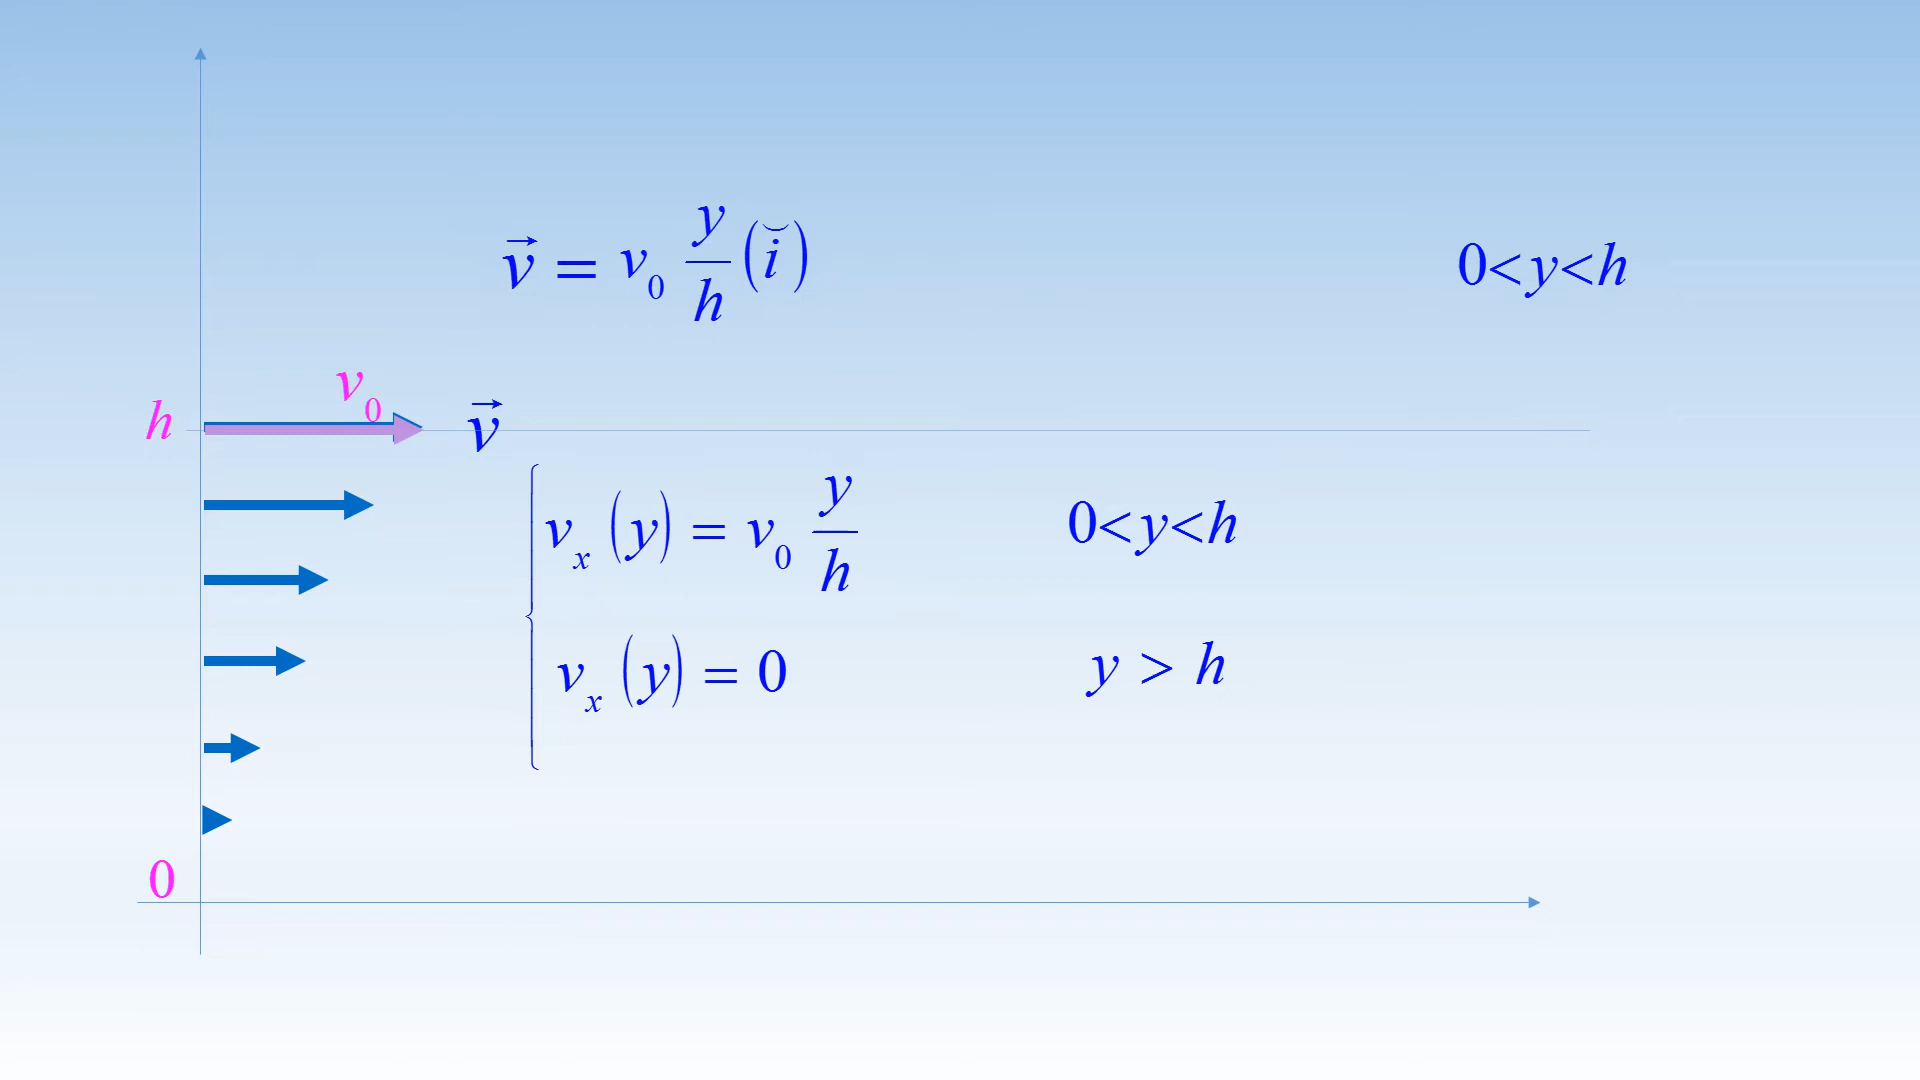 v⃗ = v₀ y/h (ĭ)    0<y<h
v₀
h
v⃗
vₓ(y) = v₀ y/h    0<y<h
vₓ(y) = 0    y > h
0